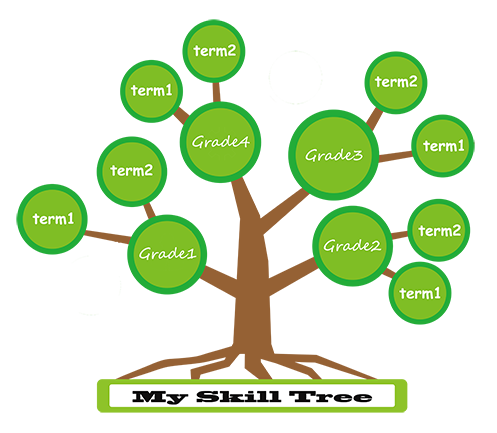 term2
term1
term2
Grade4
Grade3
term1
term2
term1
Grade1
Grade2
term2
term1
My Skill Tree